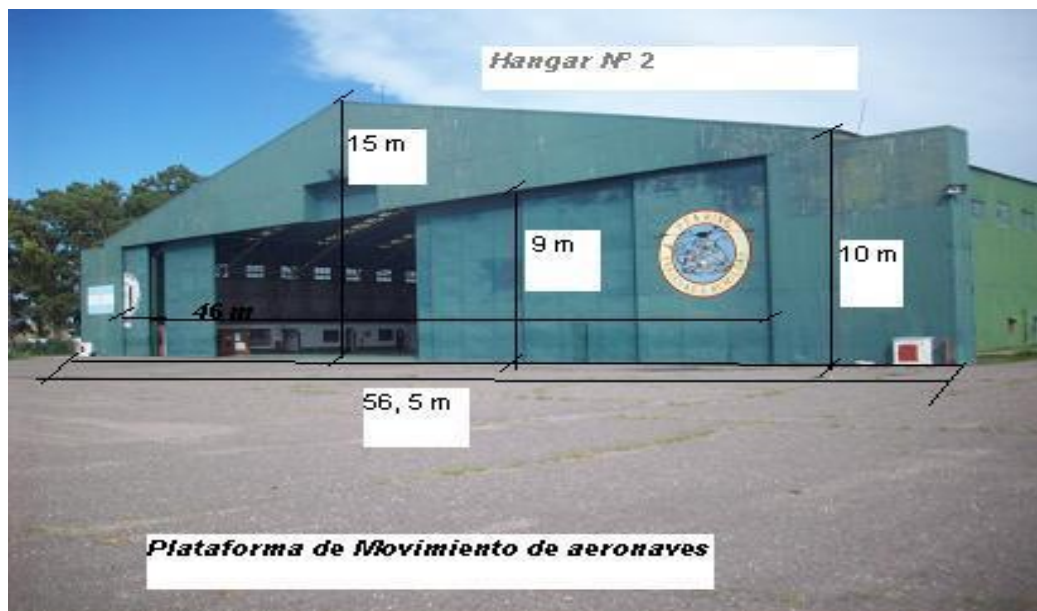 Hangar Nº 2
15 m
9 m
10 m
46 m
56, 5 m
Plataforma de Movimiento de aeronaves